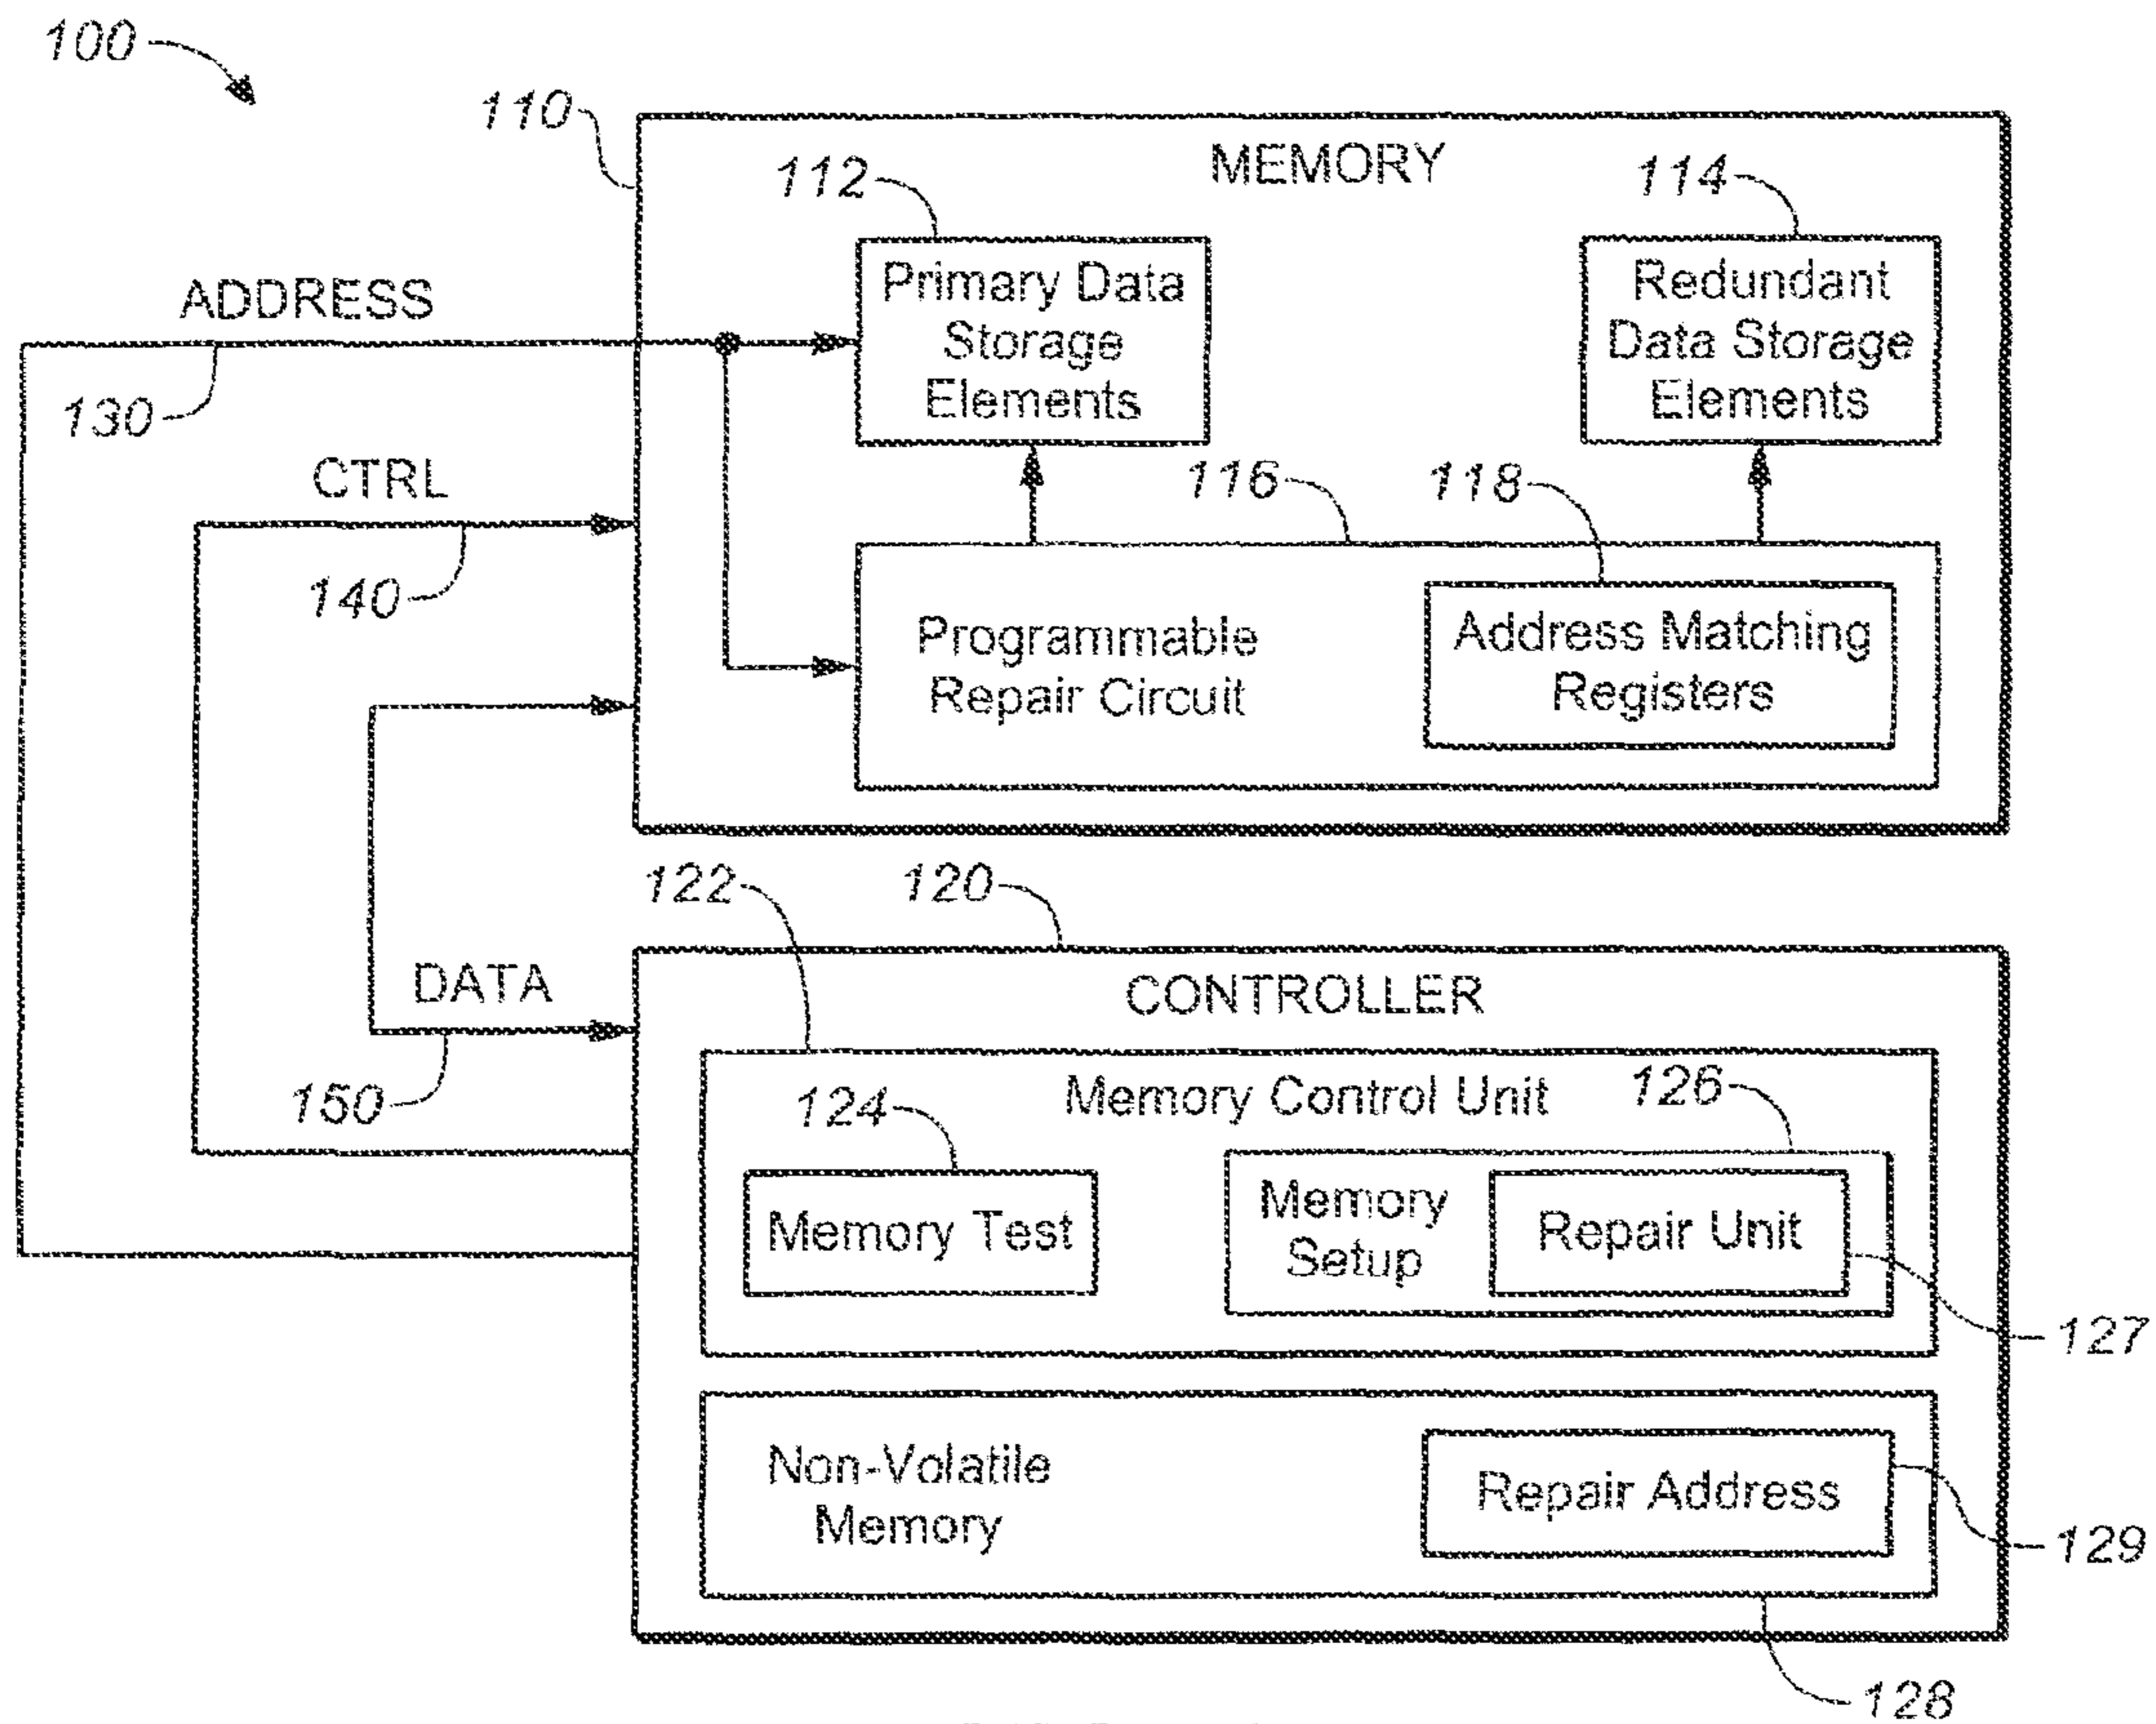 100
110
MEMORY
112
114
Primary Data
Storage
Elements
Redundant
Data Storage
Elements
ADDRESS
130
CTRL
140
116
118
Programmable
Repair Circuit
Address Matching
Registers
122
120
CONTROLLER
DATA
150
Memory Control Unit
124
126
Memory Test
Memory
Setup
Repair Unit
127
Non-Volatile
Memory
Repair Address
129
128